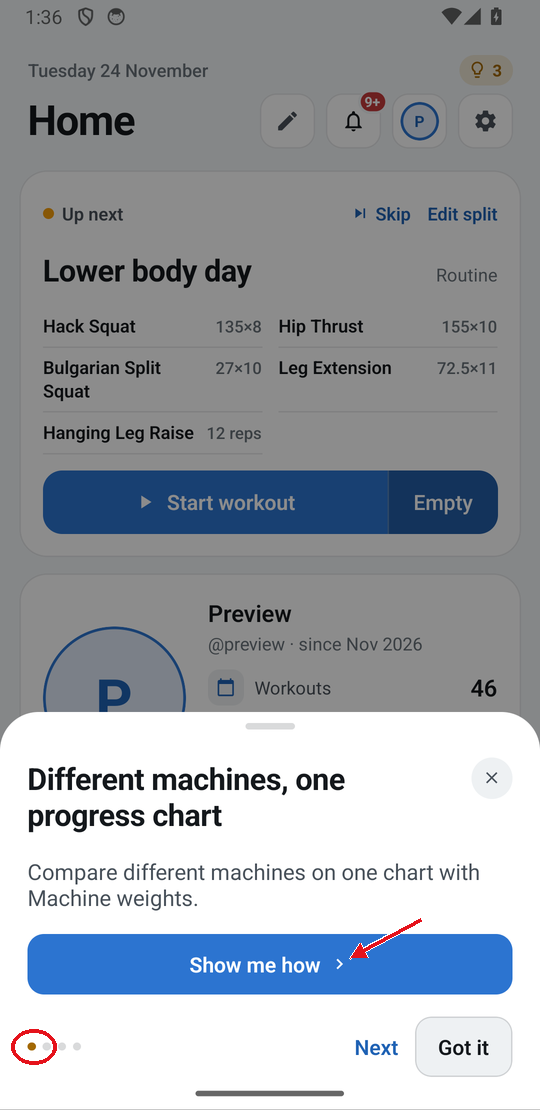 1:36
Tuesday 24 November
3
Home
9+
P
Up next
Skip
Edit split
Lower body day
Routine
Hack Squat 135×8
Hip Thrust 155×10
Bulgarian Split
Squat 27×10
Leg Extension 72.5×11
Hanging Leg Raise 12 reps
Start workout
Empty
Preview
@preview · since Nov 2026
P
Workouts 46
Different machines, one
progress chart
Compare different machines on one chart with
Machine weights.
Show me how
Next
Got it